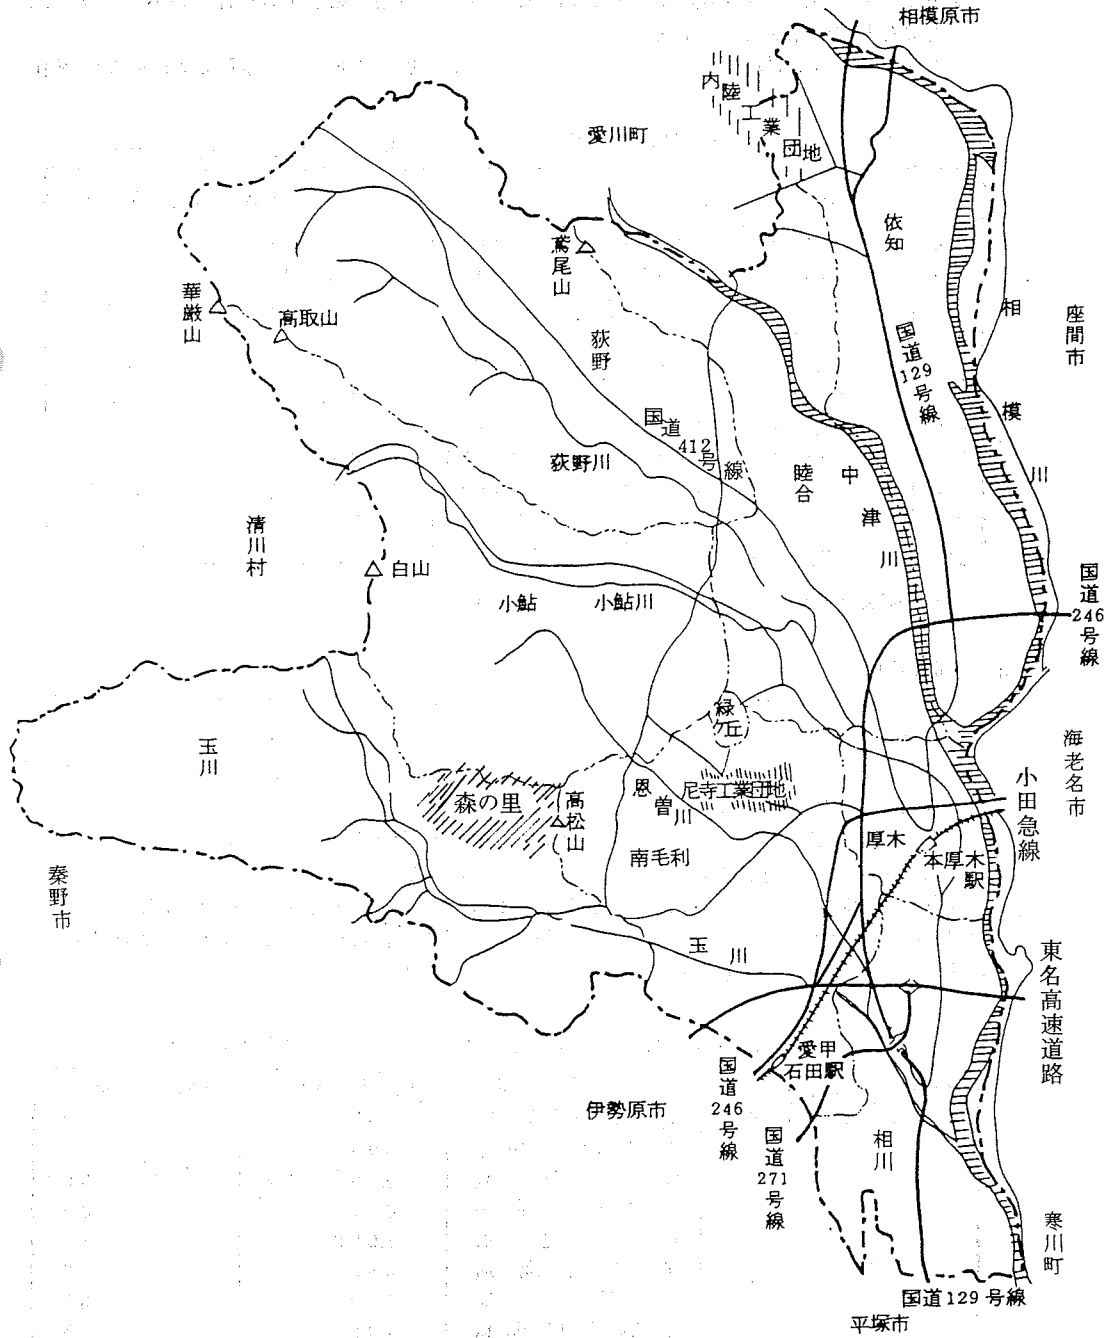 相模原市
内陸工業団地
愛川町
依知
鳶尾山
華厳山
高取山
荻野
相模川
座間市
国道129号線
国道412号線
荻野川
睦合
中津川
清川村
白山
小鮎
小鮎川
国道246号線
緑ケ丘
玉川
海老名市
森の里
高松山
恩曽川
尼寺工業団地
小田急線
厚木
本厚木駅
南毛利
秦野市
玉川
東名高速道路
愛甲石田駅
国道246号線
伊勢原市
国道271号線
相川
寒川町
国道129号線
平塚市